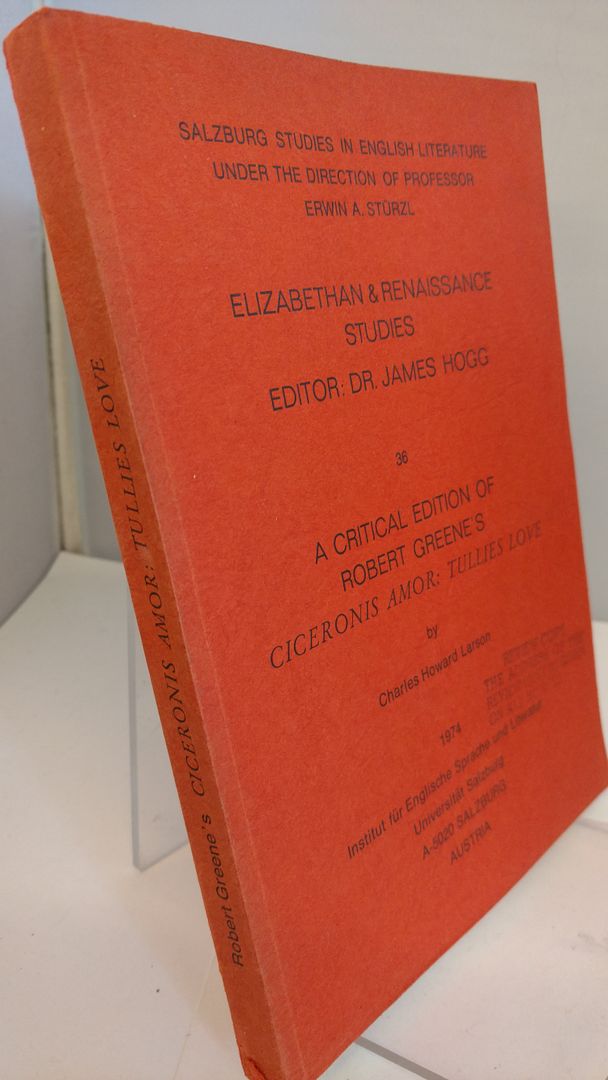 SALZBURG STUDIES IN ENGLISH LITERATURE
UNDER THE DIRECTION OF PROFESSOR
ERWIN A. STÜRZL
ELIZABETHAN & RENAISSANCE
STUDIES
EDITOR: DR. JAMES HOGG
36
A CRITICAL EDITION OF
ROBERT GREENE'S
CICERONIS AMOR: TULLIES LOVE
by
Charles Howard Larson
1974
Institut für Englische Sprache und Literatur
Universität Salzburg
A-5020 SALZBURG
AUSTRIA
REVIEW COPY
Robert Greene's CICERONIS AMOR: TULLIES LOVE